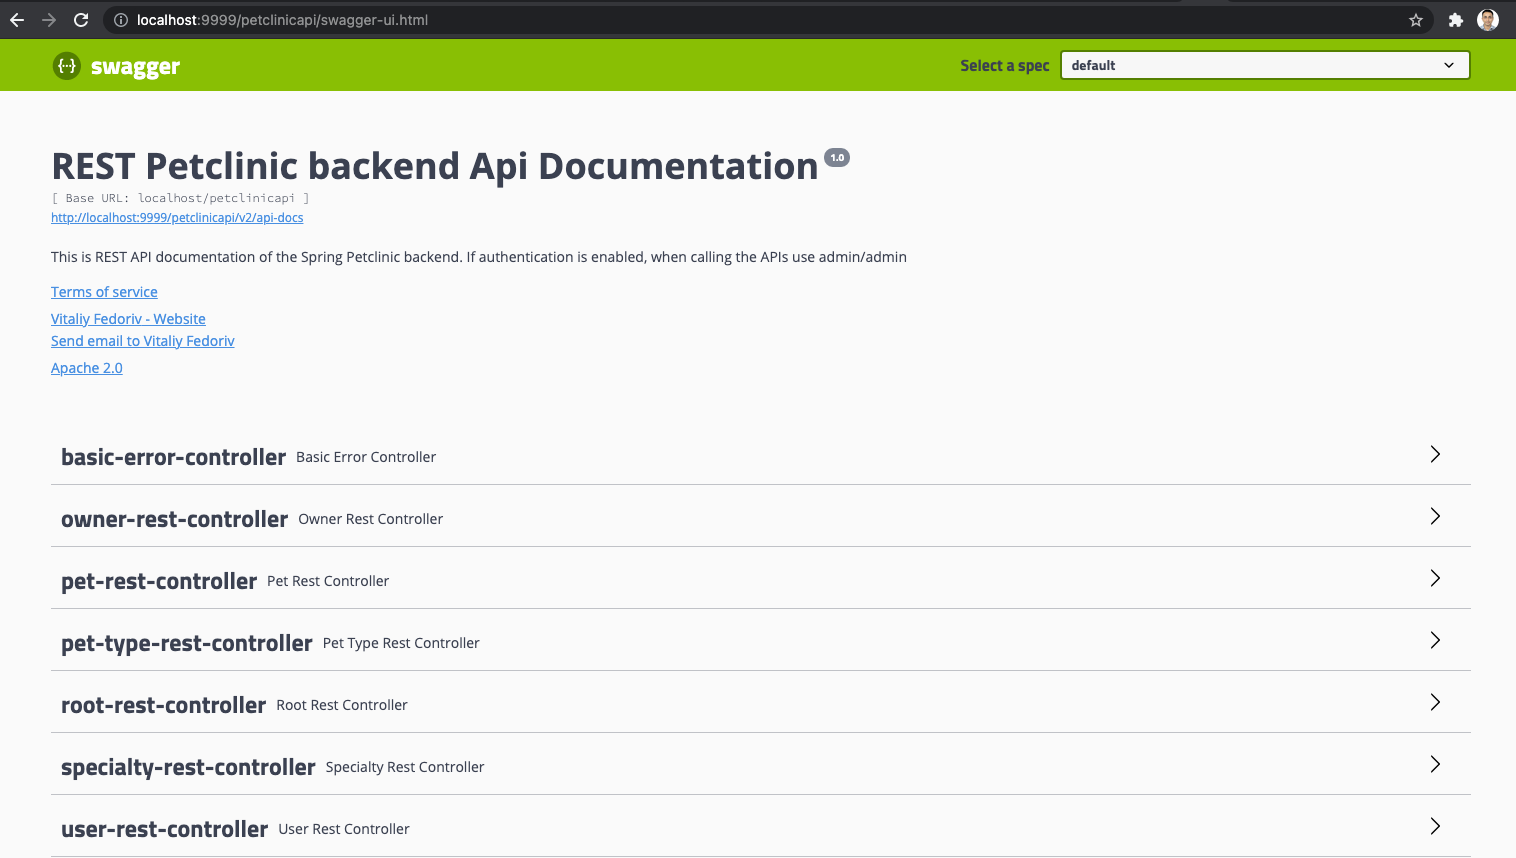 localhost:9999/petclinicapi/swagger-ui.html
{··} swagger
Select a spec
default
REST Petclinic backend Api Documentation 1.0
[ Base URL: localhost/petclinicapi ]
http://localhost:9999/petclinicapi/v2/api-docs
This is REST API documentation of the Spring Petclinic backend. If authentication is enabled, when calling the APIs use admin/admin
Terms of service
Vitaliy Fedoriv - Website
Send email to Vitaliy Fedoriv
Apache 2.0
basic-error-controller Basic Error Controller
owner-rest-controller Owner Rest Controller
pet-rest-controller Pet Rest Controller
pet-type-rest-controller Pet Type Rest Controller
root-rest-controller Root Rest Controller
specialty-rest-controller Specialty Rest Controller
user-rest-controller User Rest Controller